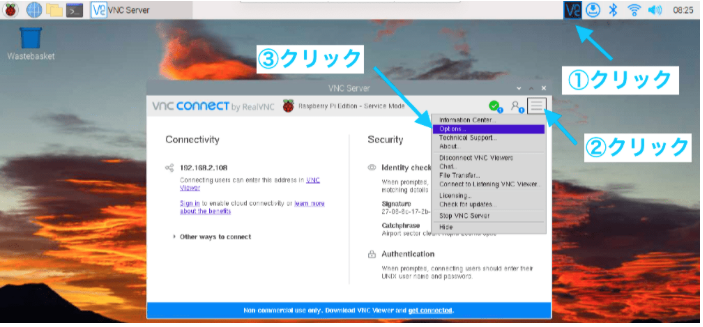 VNC Server
08:25
Wastebasket
③クリック
①クリック
②クリック
VNC Server
VNC CONNECT by RealVNC Raspberry Pi Edition - Service Mode
Information Center...
Options...
Technical Support...
About...
Disconnect VNC Viewers
Chat...
File Transfer...
Connect to Listening VNC Viewer...
Licensing...
Check for updates...
Stop VNC Server
Hide
Connectivity
192.168.2.108
Connecting users can enter this address in VNC
Viewer
Sign in to enable cloud connectivity or learn more
about the benefits
Other ways to connect
Security
Identity check
When prompted,
matching details
Signature
27-08-8c-17-2b-
Catchphrase
Airport sector
Authentication
When prompted, connecting users should enter their
UNIX user name and password.
Non commercial use only. Download VNC Viewer and get connected.